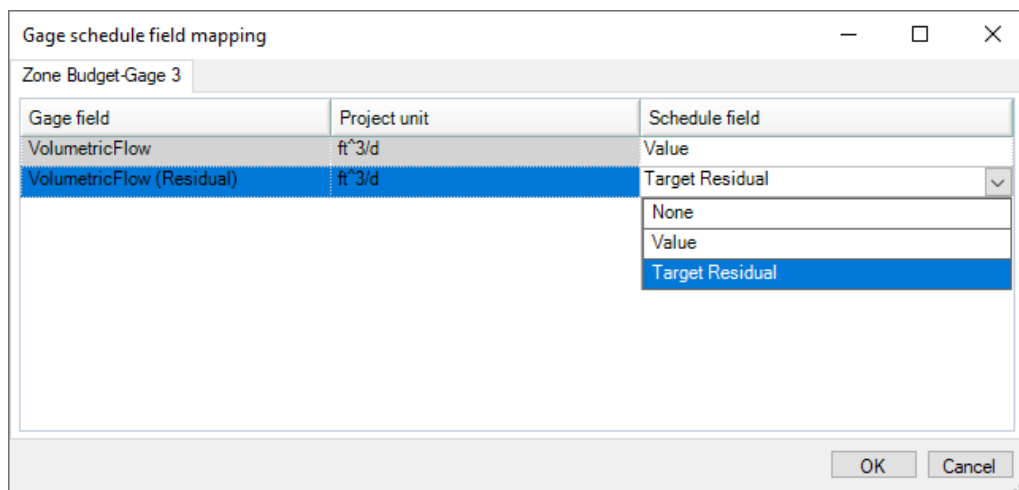 Gage schedule field mapping
Zone Budget-Gage 3
Gage field Project unit Schedule field
VolumetricFlow ft^3/d Value
VolumetricFlow (Residual) ft^3/d Target Residual
None
Value
Target Residual
OK Cancel